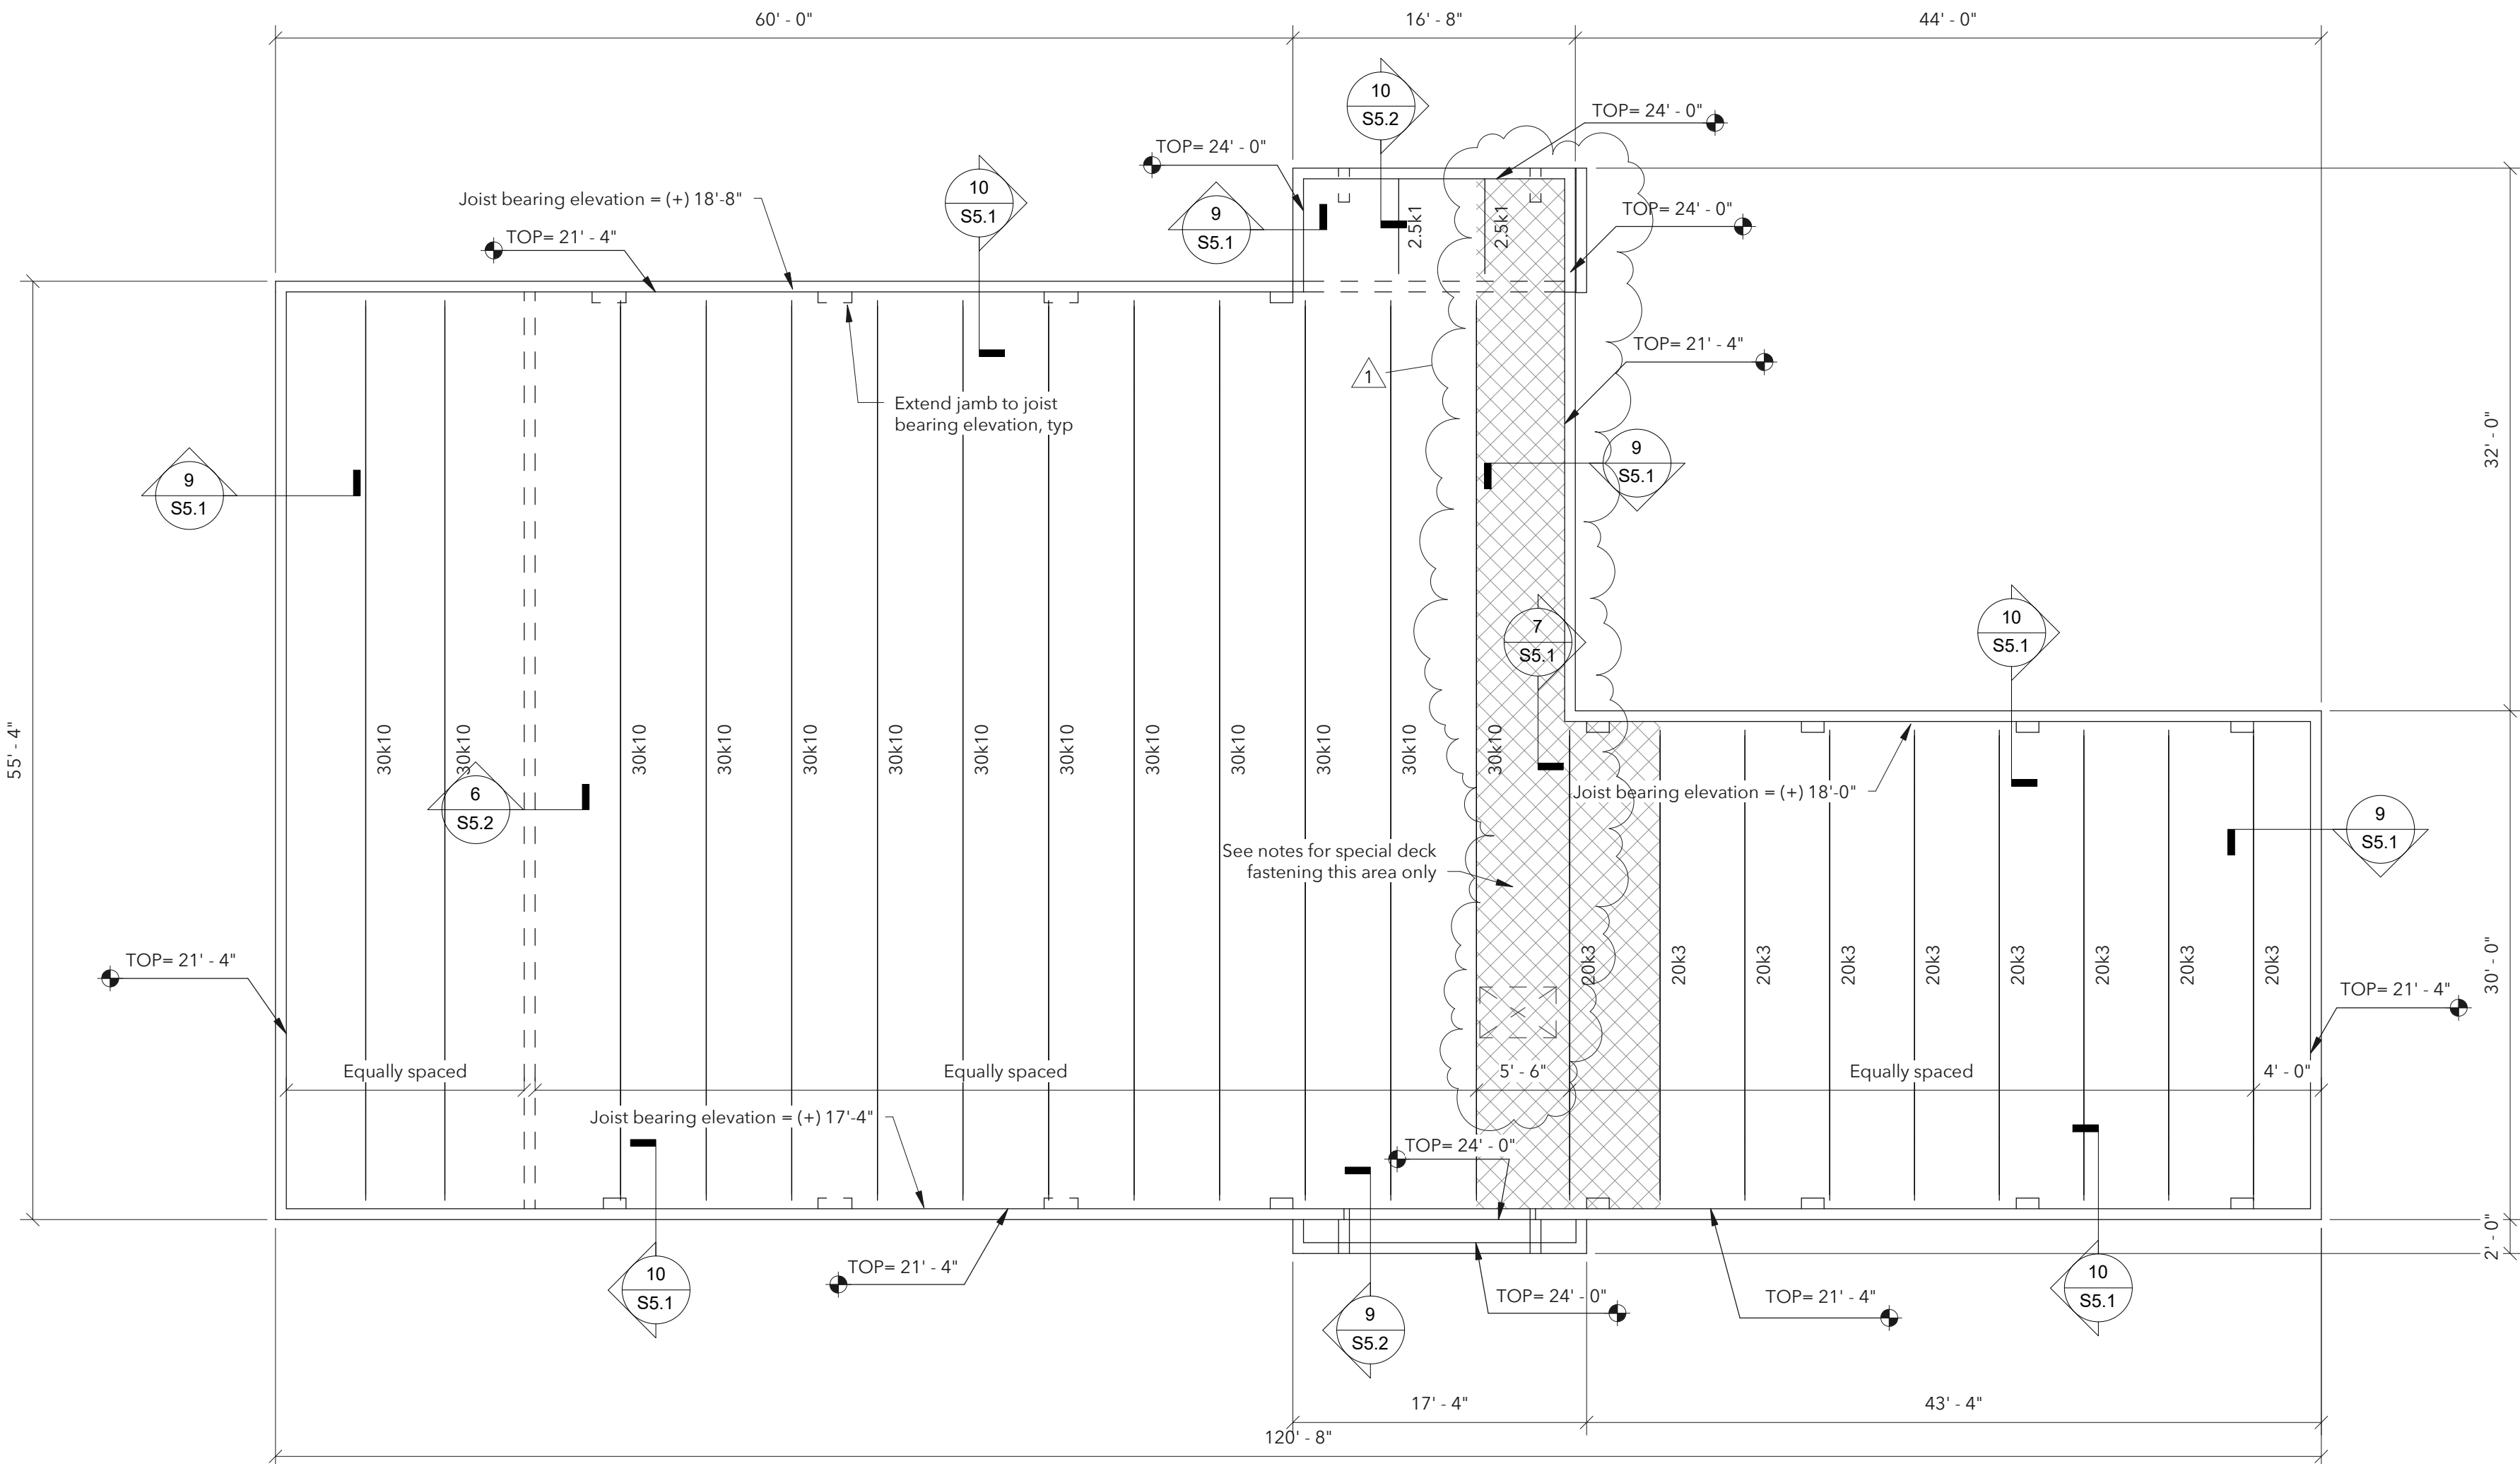 60' - 0"
16' - 8"
44' - 0"
10
S5.2
TOP= 24' - 0"
TOP= 24' - 0"
10
S5.1
Joist bearing elevation = (+) 18'-8"
9
S5.1
2.5k1
2.5k1
TOP= 24' - 0"
TOP= 21' - 4"
TOP= 21' - 4"
1
Extend jamb to joist
bearing elevation, typ
32' - 0"
9
S5.1
9
S5.1
7
S5.1
10
S5.1
55' - 4"
30k10
30k10
30k10
30k10
30k10
30k10
30k10
30k10
30k10
30k10
30k10
30k10
30k10
6
S5.2
Joist bearing elevation = (+) 18'-0"
9
S5.1
See notes for special deck
fastening this area only
TOP= 21' - 4"
20k3
20k3
20k3
20k3
20k3
20k3
20k3
20k3
20k3
30' - 0"
TOP= 21' - 4"
Equally spaced
Equally spaced
5' - 6"
Equally spaced
4' - 0"
Joist bearing elevation = (+) 17'-4"
TOP= 24' - 0"
2' - 0"
10
S5.1
TOP= 21' - 4"
9
S5.2
TOP= 24' - 0"
TOP= 21' - 4"
10
S5.1
17' - 4"
43' - 4"
120' - 8"